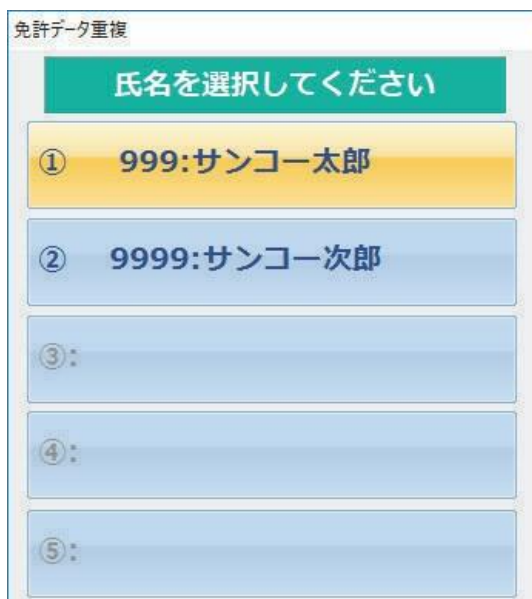 免許データ重複
氏名を選択してください
① 999:サンコー太郎
② 9999:サンコー次郎
③:
④:
⑤: